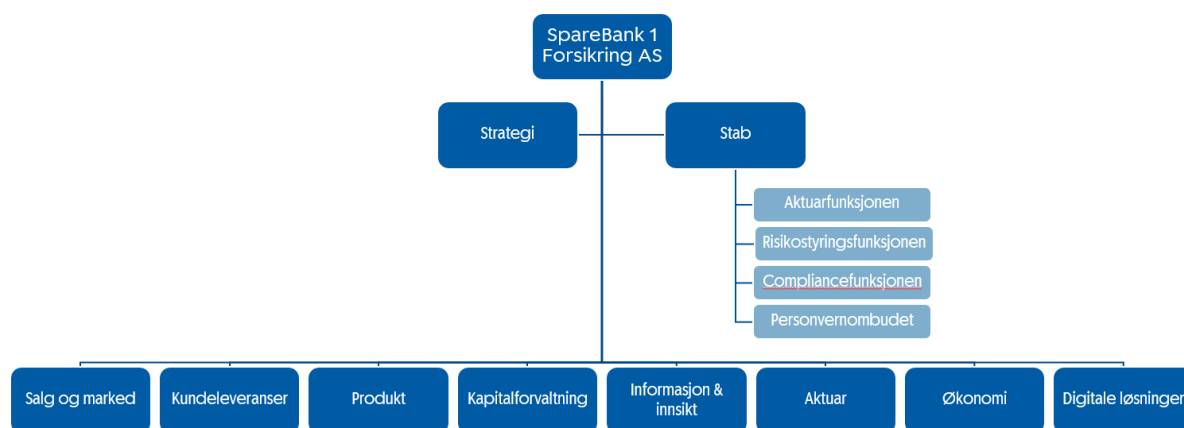 SpareBank 1
Forsikring AS
Strategi
Stab
Aktuarfunksjonen
Risikostyringsfunksjonen
Compliancefunksjonen
Personvernombudet
Salg og marked
Kundeleveranser
Produkt
Kapitalforvaltning
Informasjon &
innsikt
Aktuar
Økonomi
Digitale løsninger